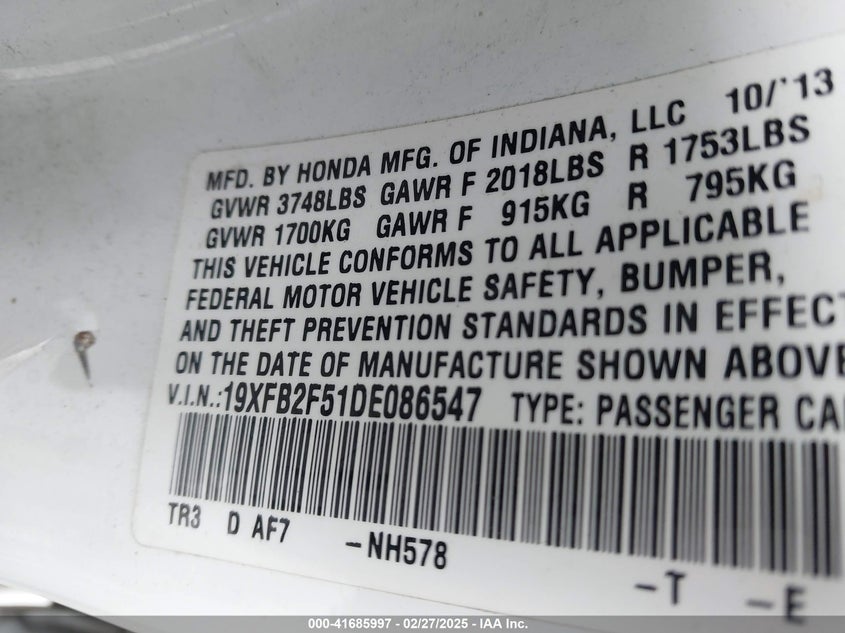 MFD. BY HONDA MFG. OF INDIANA, LLC 10/'13
GVWR 3748LBS GAWR F 2018LBS R 1753LBS
GVWR 1700KG GAWR F 915KG R 795KG
THIS VEHICLE CONFORMS TO ALL APPLICABLE
FEDERAL MOTOR VEHICLE SAFETY, BUMPER,
AND THEFT PREVENTION STANDARDS IN EFFECT
ON THE DATE OF MANUFACTURE SHOWN ABOVE
V.I.N.:19XFB2F51DE086547 TYPE: PASSENGER CA
TR3 D AF7 -NH578 -T -E
000-41685997 - 02/27/2025 - IAA Inc.